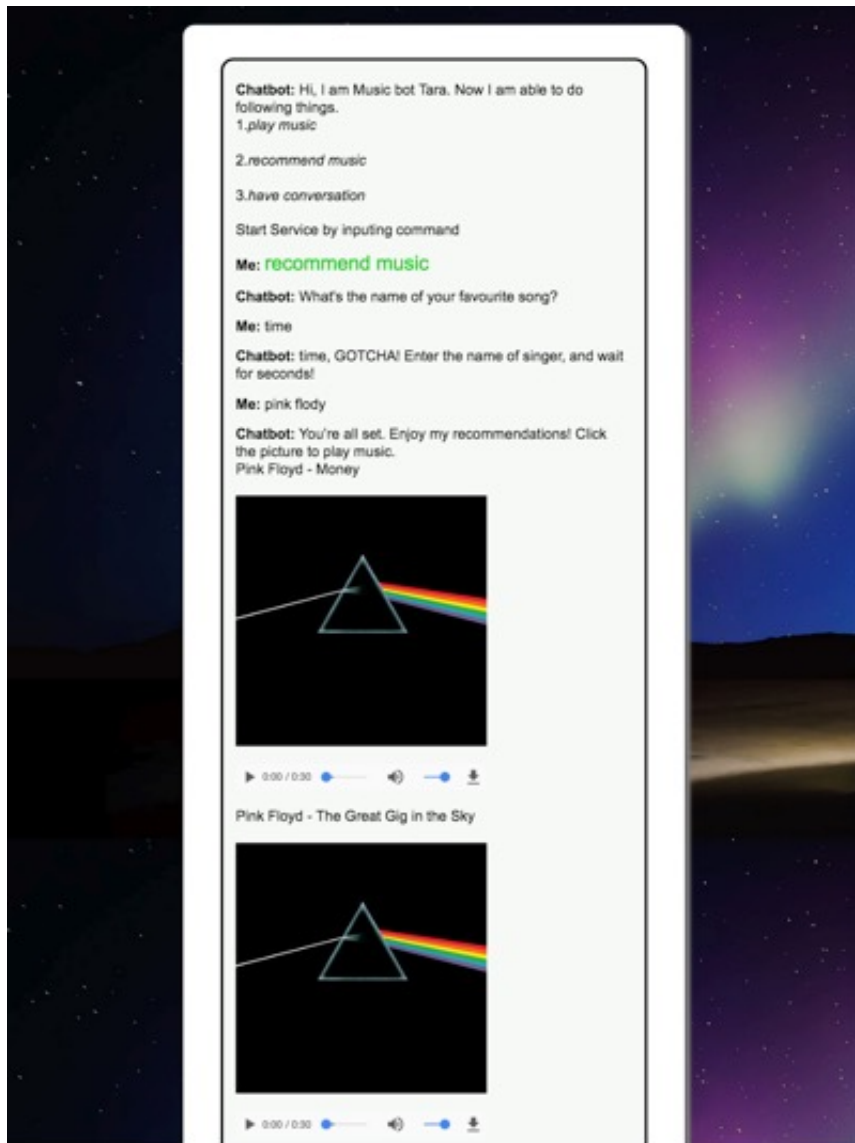 Chatbot: Hi, I am Music bot Tara. Now I am able to do
following things.
1.play music
2.recommend music
3.have conversation
Start Service by inputing command
Me: recommend music
Chatbot: What's the name of your favourite song?
Me: time
Chatbot: time, GOTCHA! Enter the name of singer, and wait
for seconds!
Me: pink flody
Chatbot: You're all set. Enjoy my recommendations! Click
the picture to play music.
Pink Floyd - Money
0:00 / 0:30
Pink Floyd - The Great Gig in the Sky
0:00 / 0:30